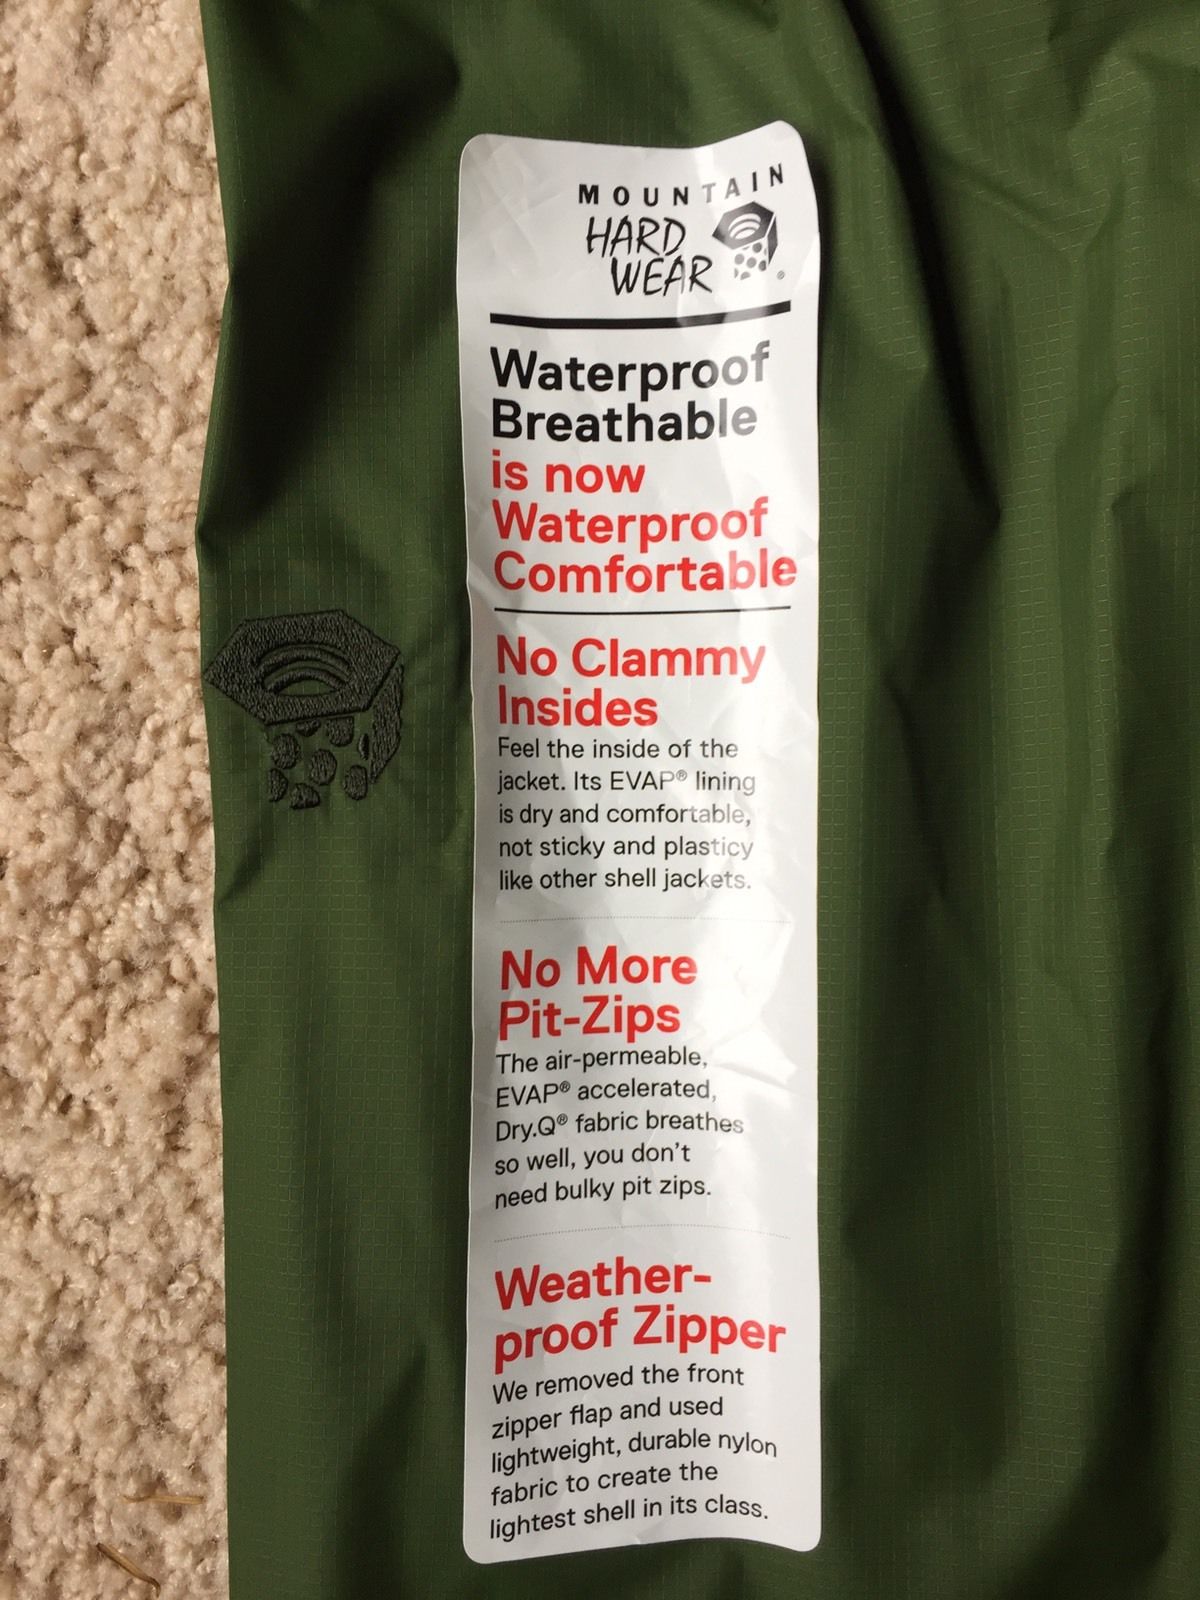 MOUNTAIN
HARD
WEAR®
Waterproof
Breathable
is now
Waterproof
Comfortable
No Clammy
Insides
Feel the inside of the
jacket. Its EVAP® lining
is dry and comfortable,
not sticky and plasticy
like other shell jackets.
No More
Pit-Zips
The air-permeable,
EVAP® accelerated,
Dry.Q® fabric breathes
so well, you don't
need bulky pit zips.
Weather-
proof Zipper
We removed the front
zipper flap and used
lightweight, durable nylon
fabric to create the
lightest shell in its class.